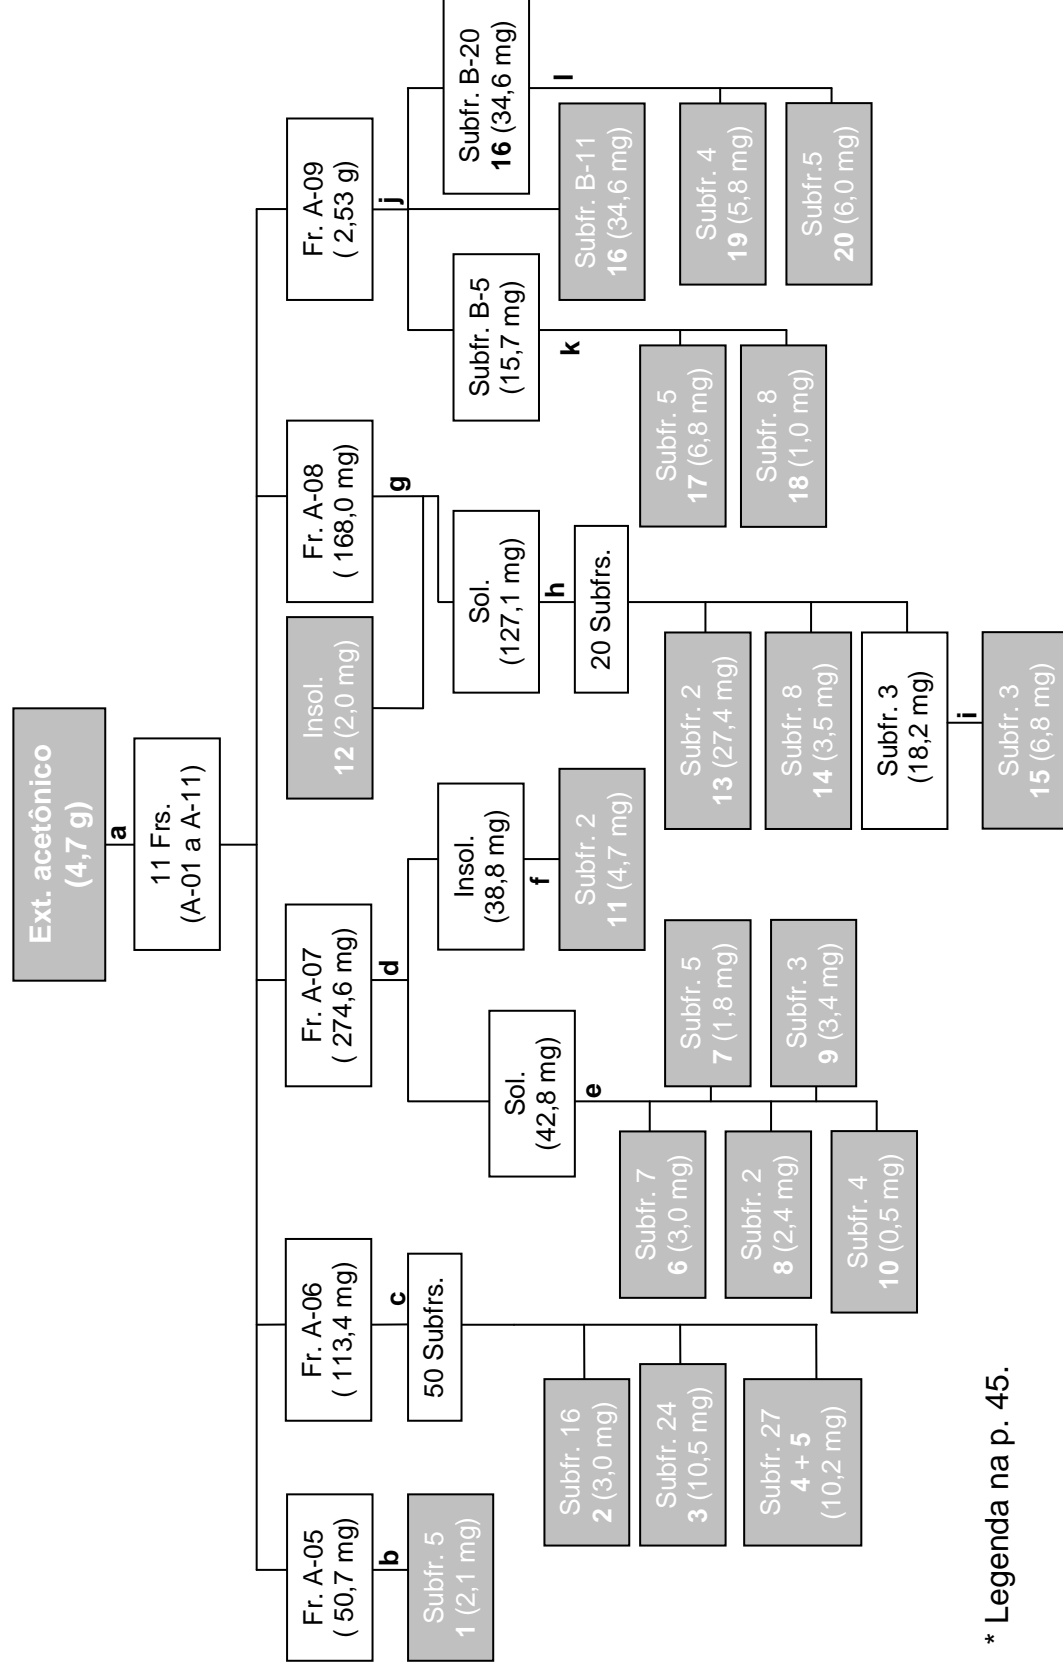 Ext. acetônico
(4,7 g)
a
11 Frs.
(A-01 a A-11)
Fr. A-05
( 50,7 mg)
b
Subfr. 5
1 (2,1 mg)
Fr. A-06
( 113,4 mg)
c
50 Subfrs.
Subfr. 16
2 (3,0 mg)
Subfr. 24
3 (10,5 mg)
Subfr. 27
4 + 5
(10,2 mg)
Fr. A-07
( 274,6 mg)
d
Sol.
(42,8 mg)
e
Subfr. 7
6 (3,0 mg)
Subfr. 5
7 (1,8 mg)
Subfr. 2
8 (2,4 mg)
Subfr. 3
9 (3,4 mg)
Subfr. 4
10 (0,5 mg)
Insol.
(38,8 mg)
f
Subfr. 2
11 (4,7 mg)
Insol.
12 (2,0 mg)
Fr. A-08
( 168,0 mg)
g
Sol.
(127,1 mg)
h
20 Subfrs.
Subfr. 2
13 (27,4 mg)
Subfr. 8
14 (3,5 mg)
Subfr. 3
(18,2 mg)
i
Subfr. 3
15 (6,8 mg)
Fr. A-09
( 2,53 g)
j
Subfr. B-5
(15,7 mg)
k
Subfr. 5
17 (6,8 mg)
Subfr. 8
18 (1,0 mg)
Subfr. B-11
16 (34,6 mg)
Subfr. B-20
16 (34,6 mg)
l
Subfr. 4
19 (5,8 mg)
Subfr.5
20 (6,0 mg)
* Legenda na p. 45.